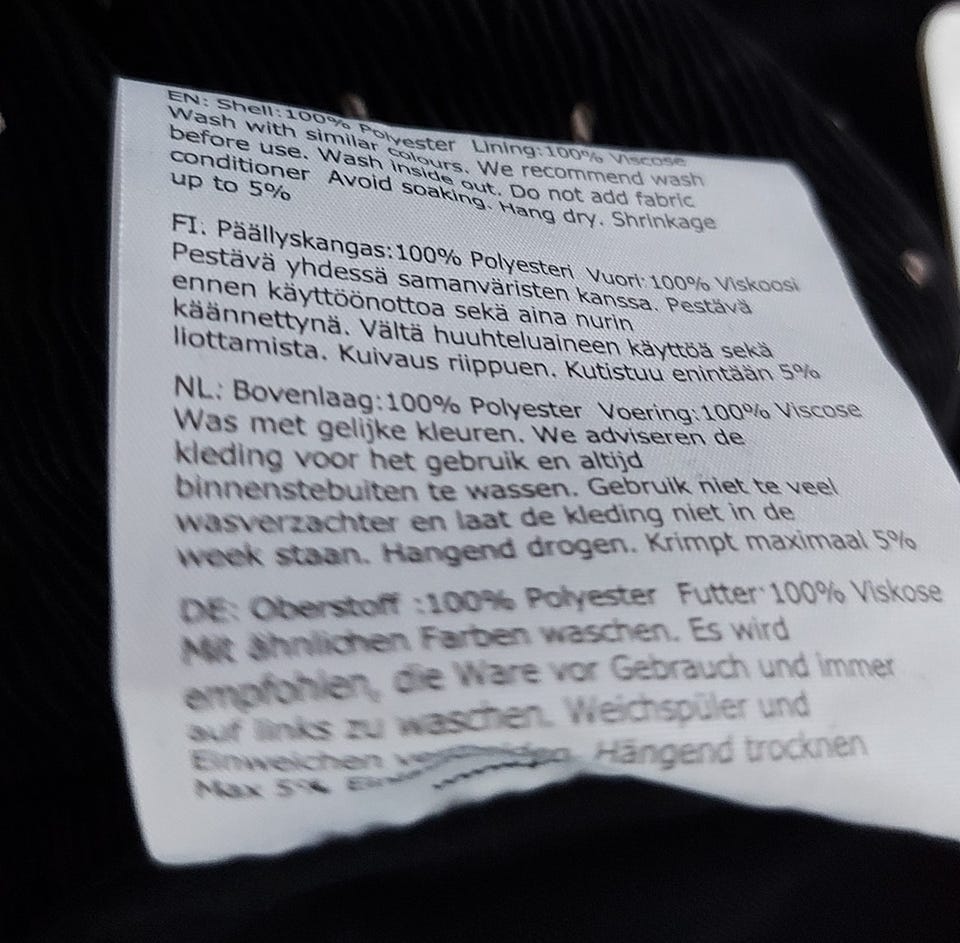 EN: Shell:100% Polyester Lining:100% Viscose
Wash with similar colours. We recommend wash
before use. Wash inside out. Do not add fabric
conditioner Avoid soaking. Hang dry. Shrinkage
up to 5%
FI: Päällyskangas:100% Polyesteri Vuori:100% Viskoosi
Pestävä yhdessä samanväristen kanssa. Pestävä
ennen käyttöönottoa sekä aina nurin
käännettynä. Vältä huuhteluaineen käyttöä sekä
liottamista. Kuivaus riippuen. Kutistuu enintään 5%
NL: Bovenlaag:100% Polyester Voering:100% Viscose
Was met gelijke kleuren. We adviseren de
kleding voor het gebruik en altijd
binnenstebuiten te wassen. Gebruik niet te veel
wasverzachter en laat de kleding niet in de
week staan. Hangend drogen. Krimpt maximaal 5%
DE: Oberstoff :100% Polyester Futter:100% Viskose
Mit ähnlichen Farben waschen. Es wird
empfohlen, die Ware vor Gebrauch und immer
auf links zu waschen. Weichspüler und
Einweichen Hängend trocknen
Max 5%